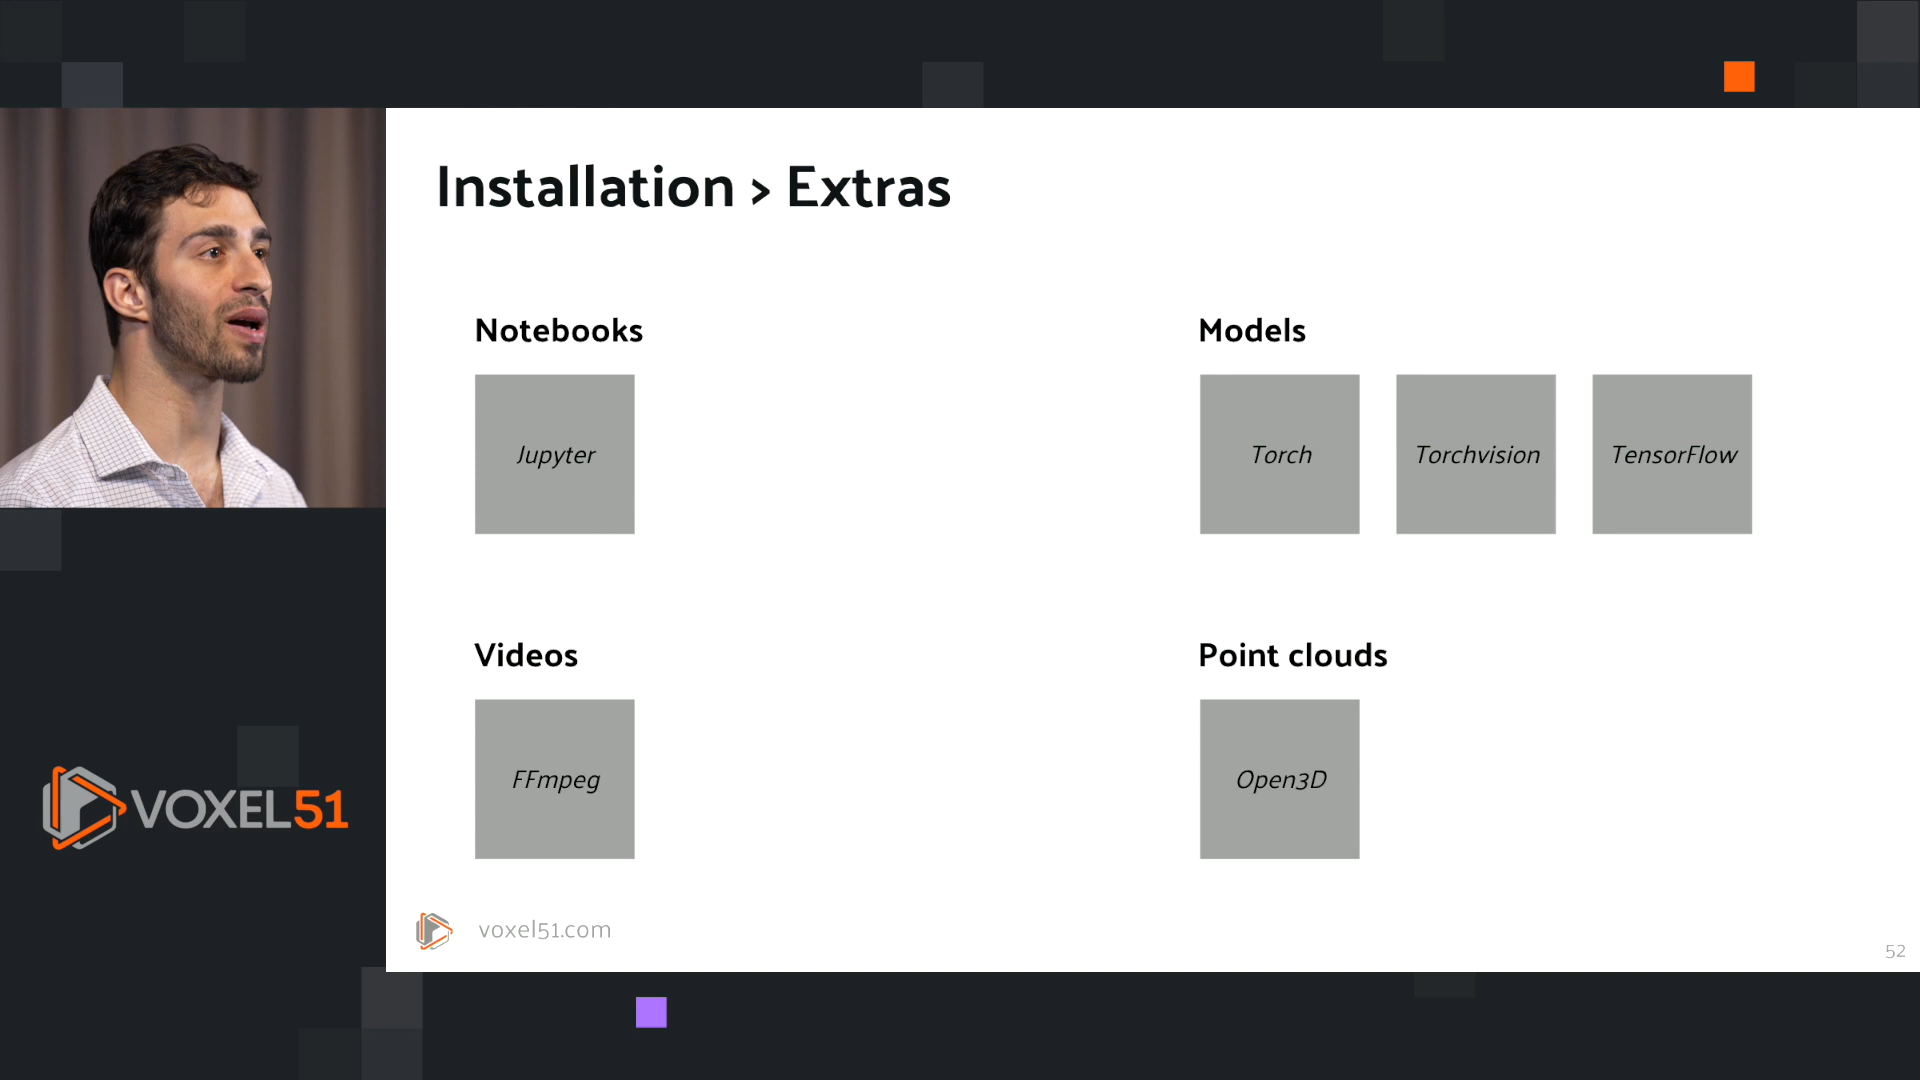 Installation > Extras
Notebooks
Jupyter
Models
Torch
Torchvision
TensorFlow
Videos
FFmpeg
Point clouds
Open3D
VOXEL51
voxel51.com
52